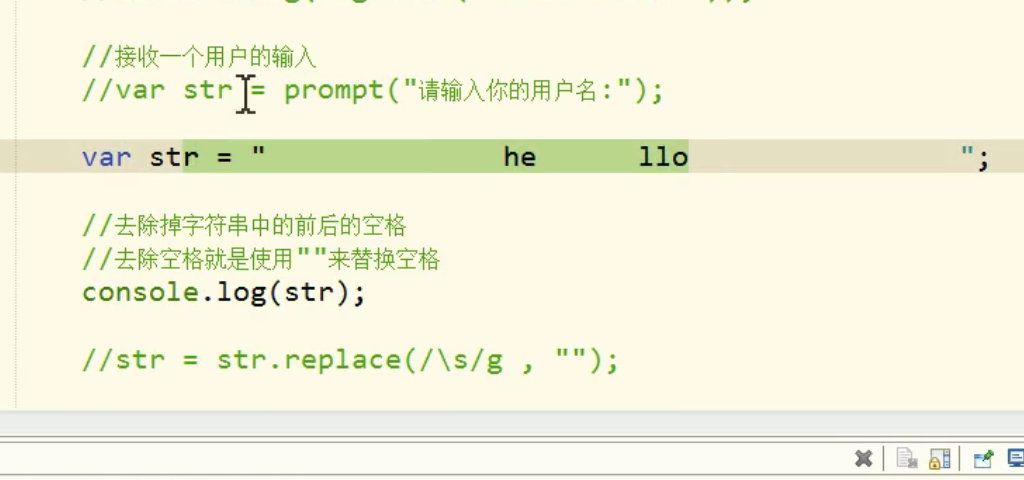 //接收一个用户的输入
//var str = prompt("请输入你的用户名:");
var str = "              he      llo                ";
//去除掉字符串中的前后的空格
//去除空格就是使用""来替换空格
console.log(str);
//str = str.replace(/\s/g , "");